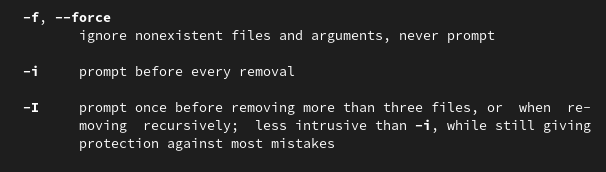 -f, --force
ignore nonexistent files and arguments, never prompt
-i prompt before every removal
-I prompt once before removing more than three files, or when re-
moving recursively; less intrusive than -i, while still giving
protection against most mistakes